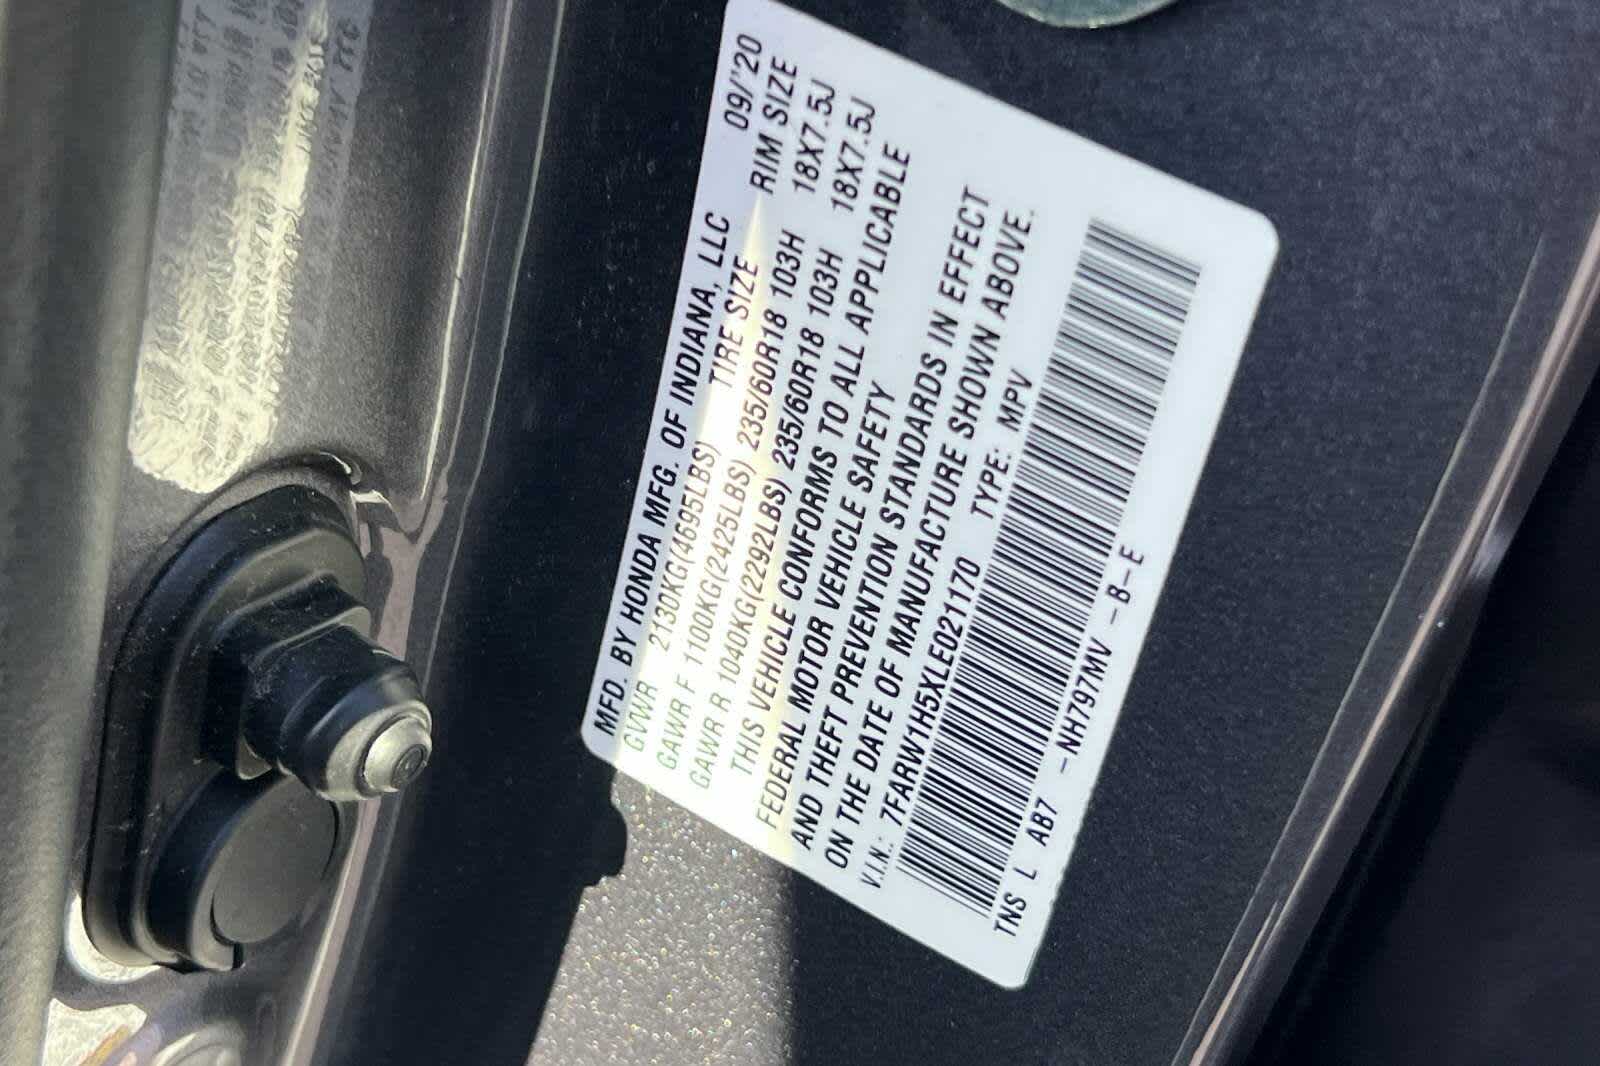 MFD. BY HONDA MFG. OF INDIANA, LLC 09/'20
GVWR 2130KG(4695LBS) TIRE SIZE RIM SIZE
GAWR F 1100KG(2425LBS) 235/60R18 103H 18X7.5J
GAWR R 1040KG(2292LBS) 235/60R18 103H 18X7.5J
THIS VEHICLE CONFORMS TO ALL APPLICABLE
FEDERAL MOTOR VEHICLE SAFETY
AND THEFT PREVENTION STANDARDS IN EFFECT
ON THE DATE OF MANUFACTURE SHOWN ABOVE.
V.I.N.: 7FARW1H5XLE021170 TYPE: MPV
TNS L AB7 -NH797MV -B-E